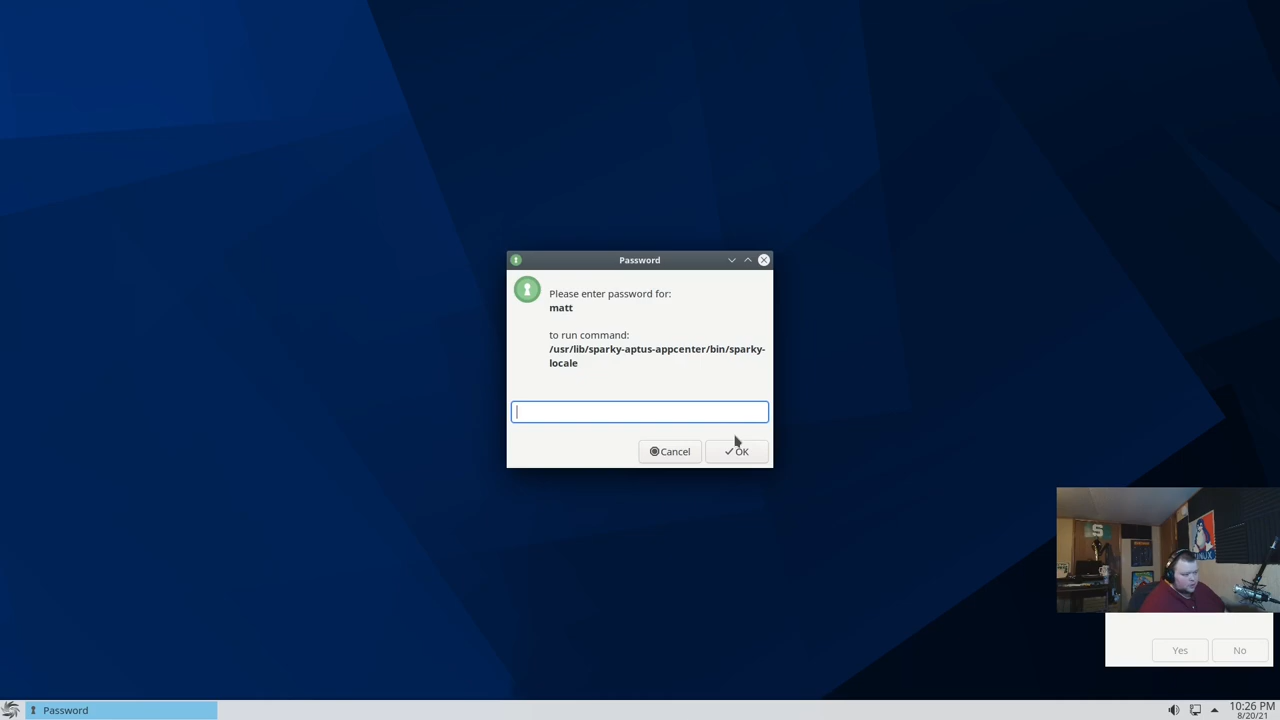 Password
Please enter password for:
matt
to run command:
/usr/lib/sparky-aptus-appcenter/bin/sparky-
locale
Cancel
OK
S
Yes
No
Password
10:26 PM
8/20/21